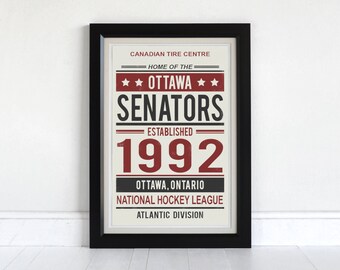 CANADIAN TIRE CENTRE
HOME OF THE
OTTAWA
SENATORS
ESTABLISHED
1992
OTTAWA, ONTARIO
NATIONAL HOCKEY LEAGUE
ATLANTIC DIVISION